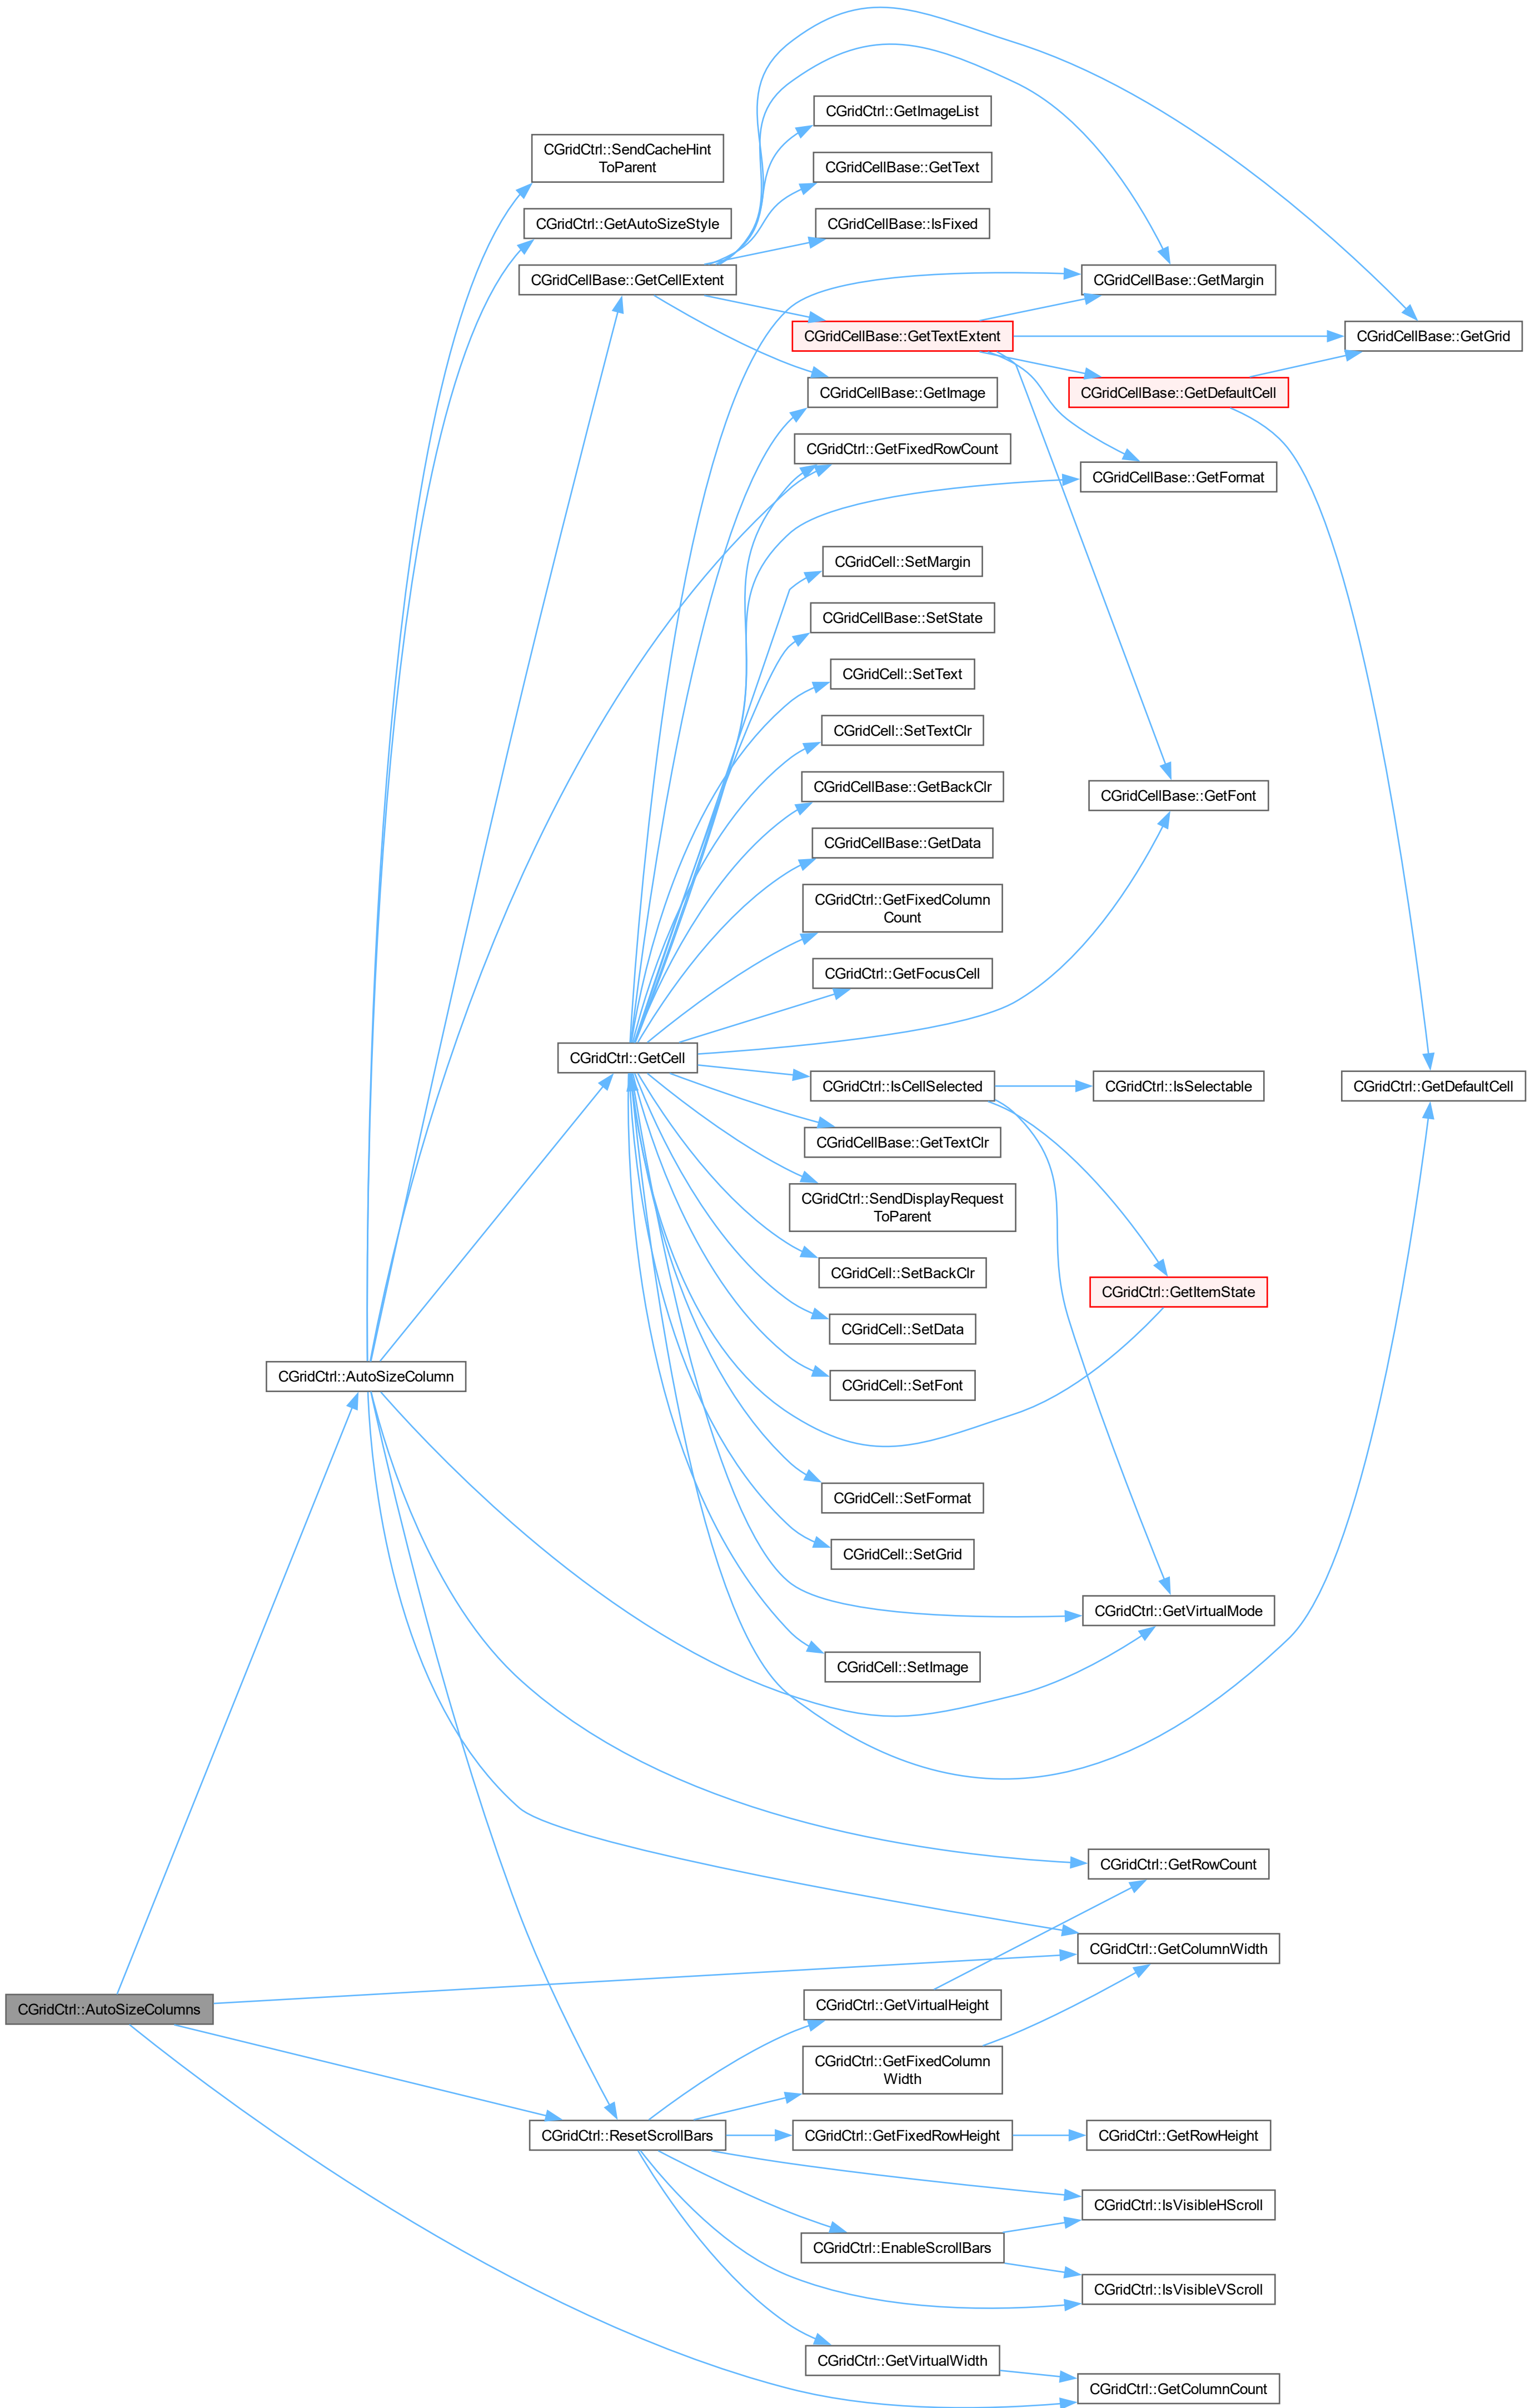 CGridCtrl::GetImageList
CGridCtrl::SendCacheHint
ToParent
CGridCellBase::GetText
CGridCtrl::GetAutoSizeStyle
CGridCellBase::IsFixed
CGridCellBase::GetCellExtent
CGridCellBase::GetMargin
CGridCellBase::GetTextExtent
CGridCellBase::GetGrid
CGridCellBase::GetImage
CGridCellBase::GetDefaultCell
CGridCtrl::GetFixedRowCount
CGridCellBase::GetFormat
CGridCell::SetMargin
CGridCellBase::SetState
CGridCell::SetText
CGridCell::SetTextClr
CGridCellBase::GetBackClr
CGridCellBase::GetFont
CGridCellBase::GetData
CGridCtrl::GetFixedColumn
Count
CGridCtrl::GetFocusCell
CGridCtrl::GetCell
CGridCtrl::IsCellSelected
CGridCtrl::IsSelectable
CGridCtrl::GetDefaultCell
CGridCellBase::GetTextClr
CGridCtrl::SendDisplayRequest
ToParent
CGridCell::SetBackClr
CGridCtrl::GetItemState
CGridCell::SetData
CGridCtrl::AutoSizeColumn
CGridCell::SetFont
CGridCell::SetFormat
CGridCell::SetGrid
CGridCtrl::GetVirtualMode
CGridCell::SetImage
CGridCtrl::GetRowCount
CGridCtrl::GetColumnWidth
CGridCtrl::AutoSizeColumns
CGridCtrl::GetVirtualHeight
CGridCtrl::GetFixedColumn
Width
CGridCtrl::ResetScrollBars
CGridCtrl::GetFixedRowHeight
CGridCtrl::GetRowHeight
CGridCtrl::IsVisibleHScroll
CGridCtrl::EnableScrollBars
CGridCtrl::IsVisibleVScroll
CGridCtrl::GetVirtualWidth
CGridCtrl::GetColumnCount